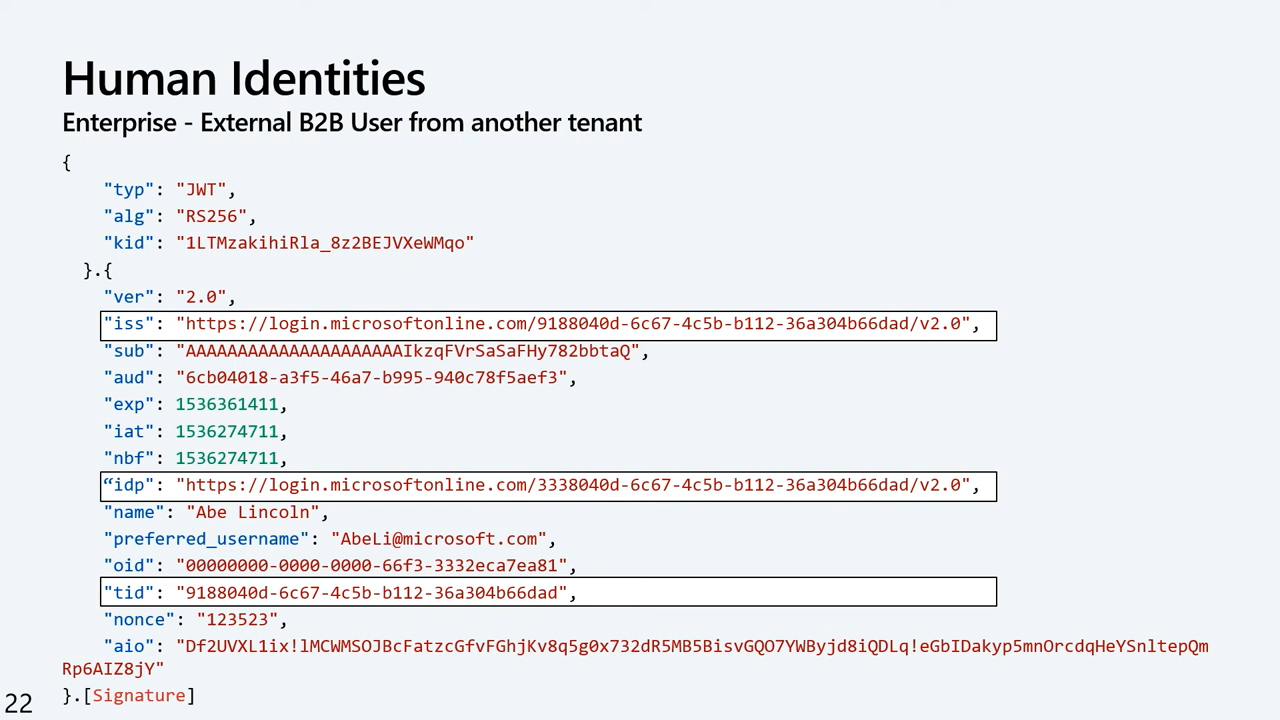 Human Identities
Enterprise - External B2B User from another tenant
{
"typ": "JWT",
"alg": "RS256",
"kid": "1LTMzakihiRla_8z2BEJVXeWMqo"
}.{
"ver": "2.0",
"iss": "https://login.microsoftonline.com/9188040d-6c67-4c5b-b112-36a304b66dad/v2.0",
"sub": "AAAAAAAAAAAAAAAAAAAAAIkzqFVrSaSaFHy782bbtaQ",
"aud": "6cb04018-a3f5-46a7-b995-940c78f5aef3",
"exp": 1536361411,
"iat": 1536274711,
"nbf": 1536274711,
“idp": "https://login.microsoftonline.com/3338040d-6c67-4c5b-b112-36a304b66dad/v2.0",
"name": "Abe Lincoln",
"preferred_username": "AbeLi@microsoft.com",
"oid": "00000000-0000-0000-66f3-3332eca7ea81",
"tid": "9188040d-6c67-4c5b-b112-36a304b66dad",
"nonce": "123523",
"aio": "Df2UVXL1ix!lMCWMSOJBcFatzcGfvFGhjKv8q5g0x732dR5MB5BisvGQO7YWByjd8iQDLq!eGbIDakyp5mnOrcdqHeYSnltepQm
Rp6AIZ8jY"
}.[Signature]
22